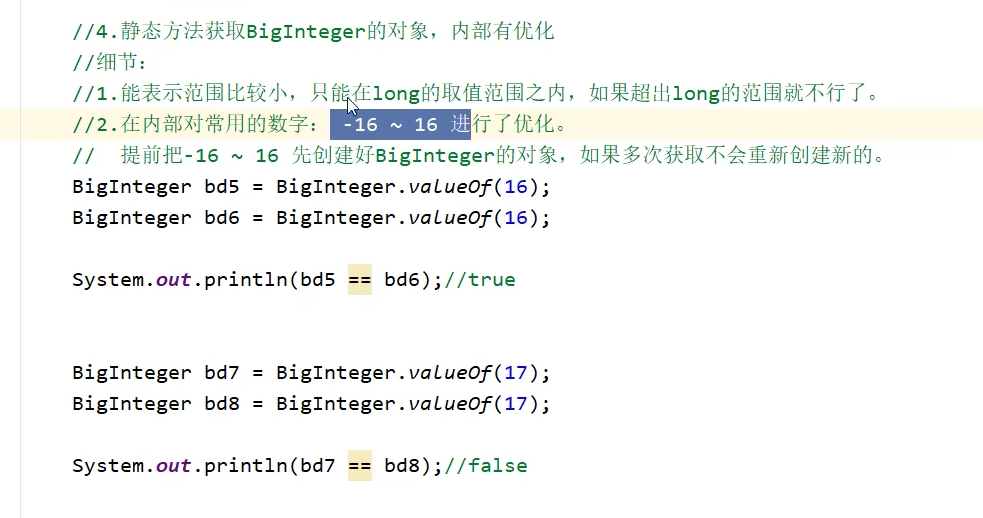 //4.静态方法获取BigInteger的对象，内部有优化
//细节：
//1.能表示范围比较小，只能在long的取值范围之内，如果超出long的范围就不行了。
//2.在内部对常用的数字： -16 ~ 16 进行了优化。
//  提前把-16 ~ 16 先创建好BigInteger的对象，如果多次获取不会重新创建新的。
BigInteger bd5 = BigInteger.valueOf(16);
BigInteger bd6 = BigInteger.valueOf(16);
System.out.println(bd5 == bd6);//true
BigInteger bd7 = BigInteger.valueOf(17);
BigInteger bd8 = BigInteger.valueOf(17);
System.out.println(bd7 == bd8);//false